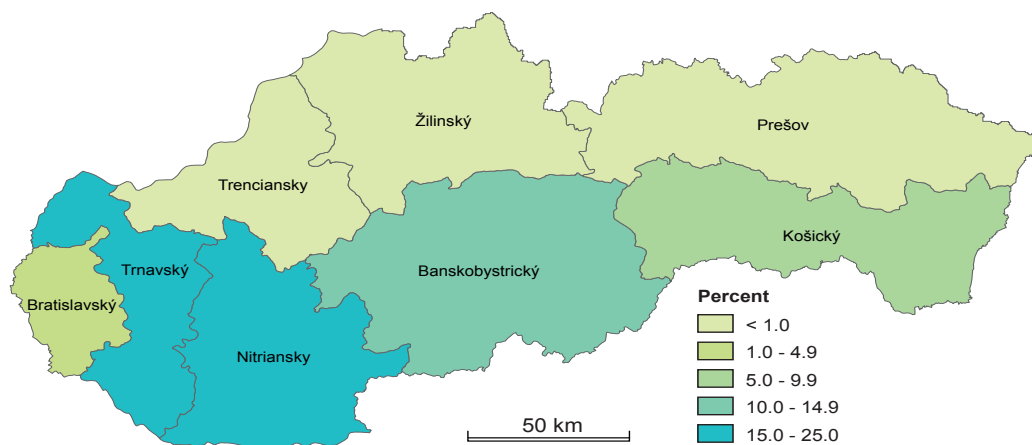 Žilinský
Prešov
Trenciansky
Košický
Trnavský
Banskobystrický
Bratislavský
Nitriansky
Percent
< 1.0
1.0 - 4.9
5.0 - 9.9
10.0 - 14.9
15.0 - 25.0
50 km